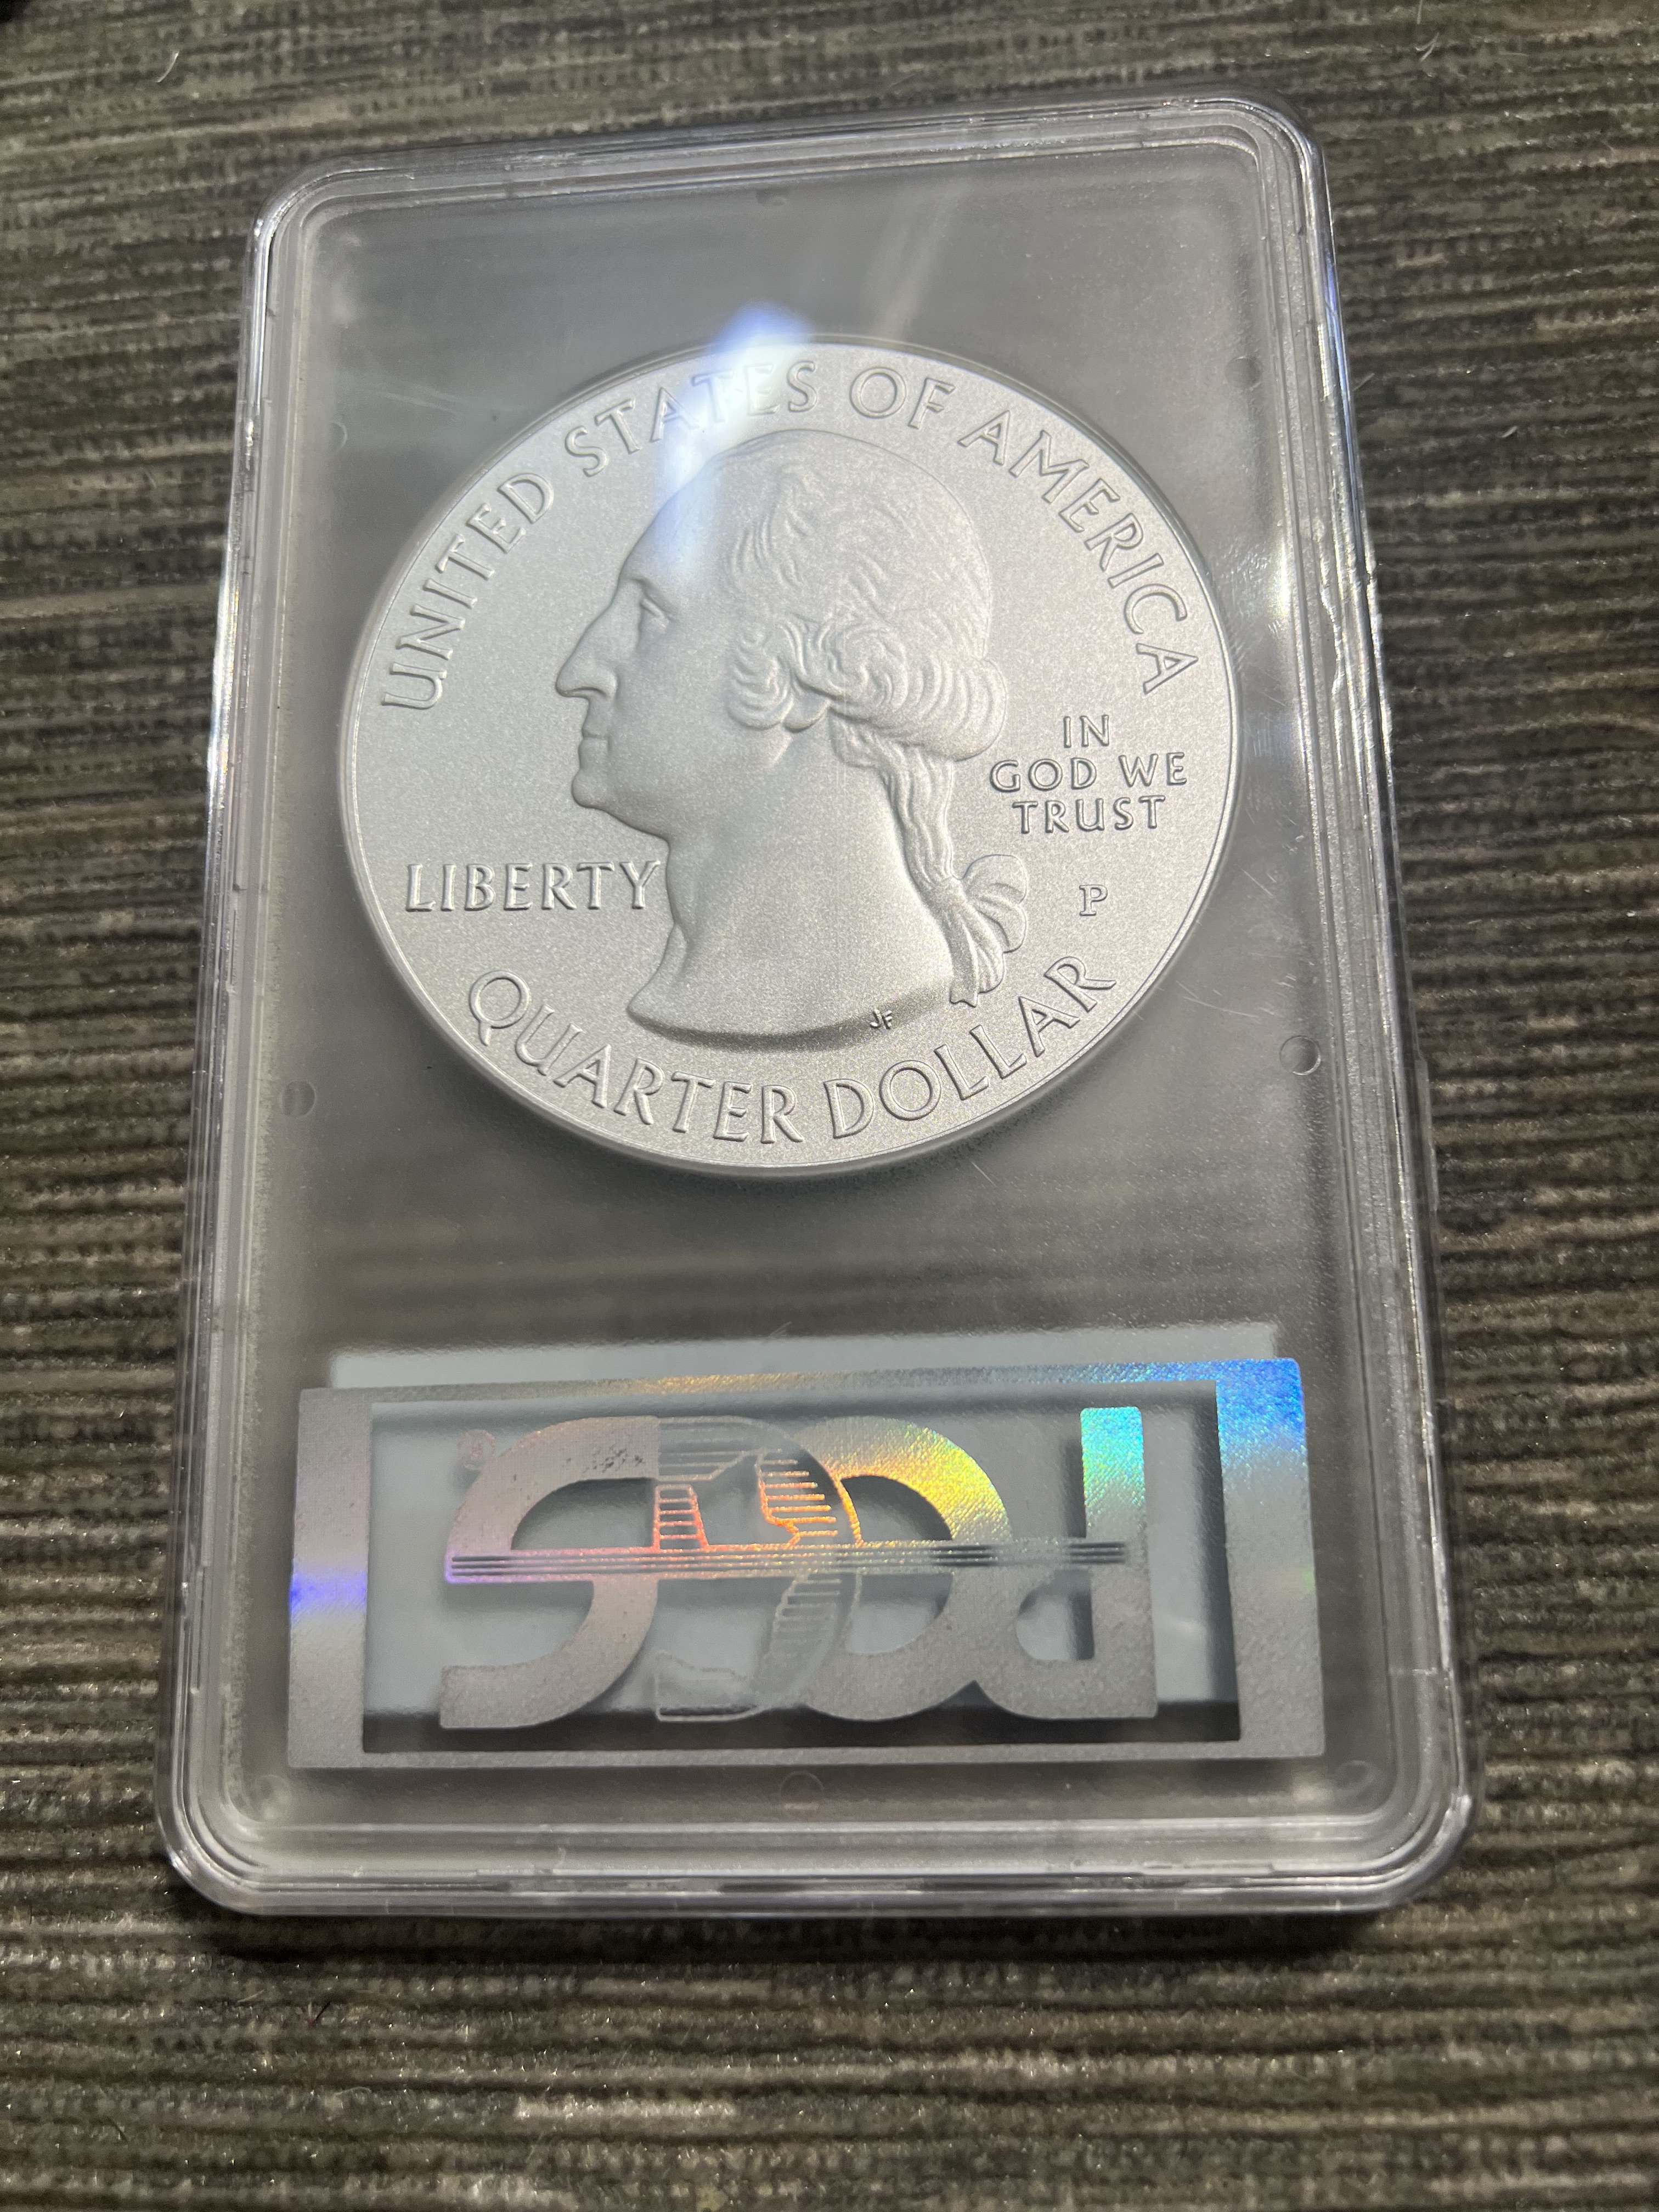 UNITED STATES OF AMERICA
IN
GOD WE
TRUST
LIBERTY
P
JF
QUARTER DOLLAR
PCGS
®